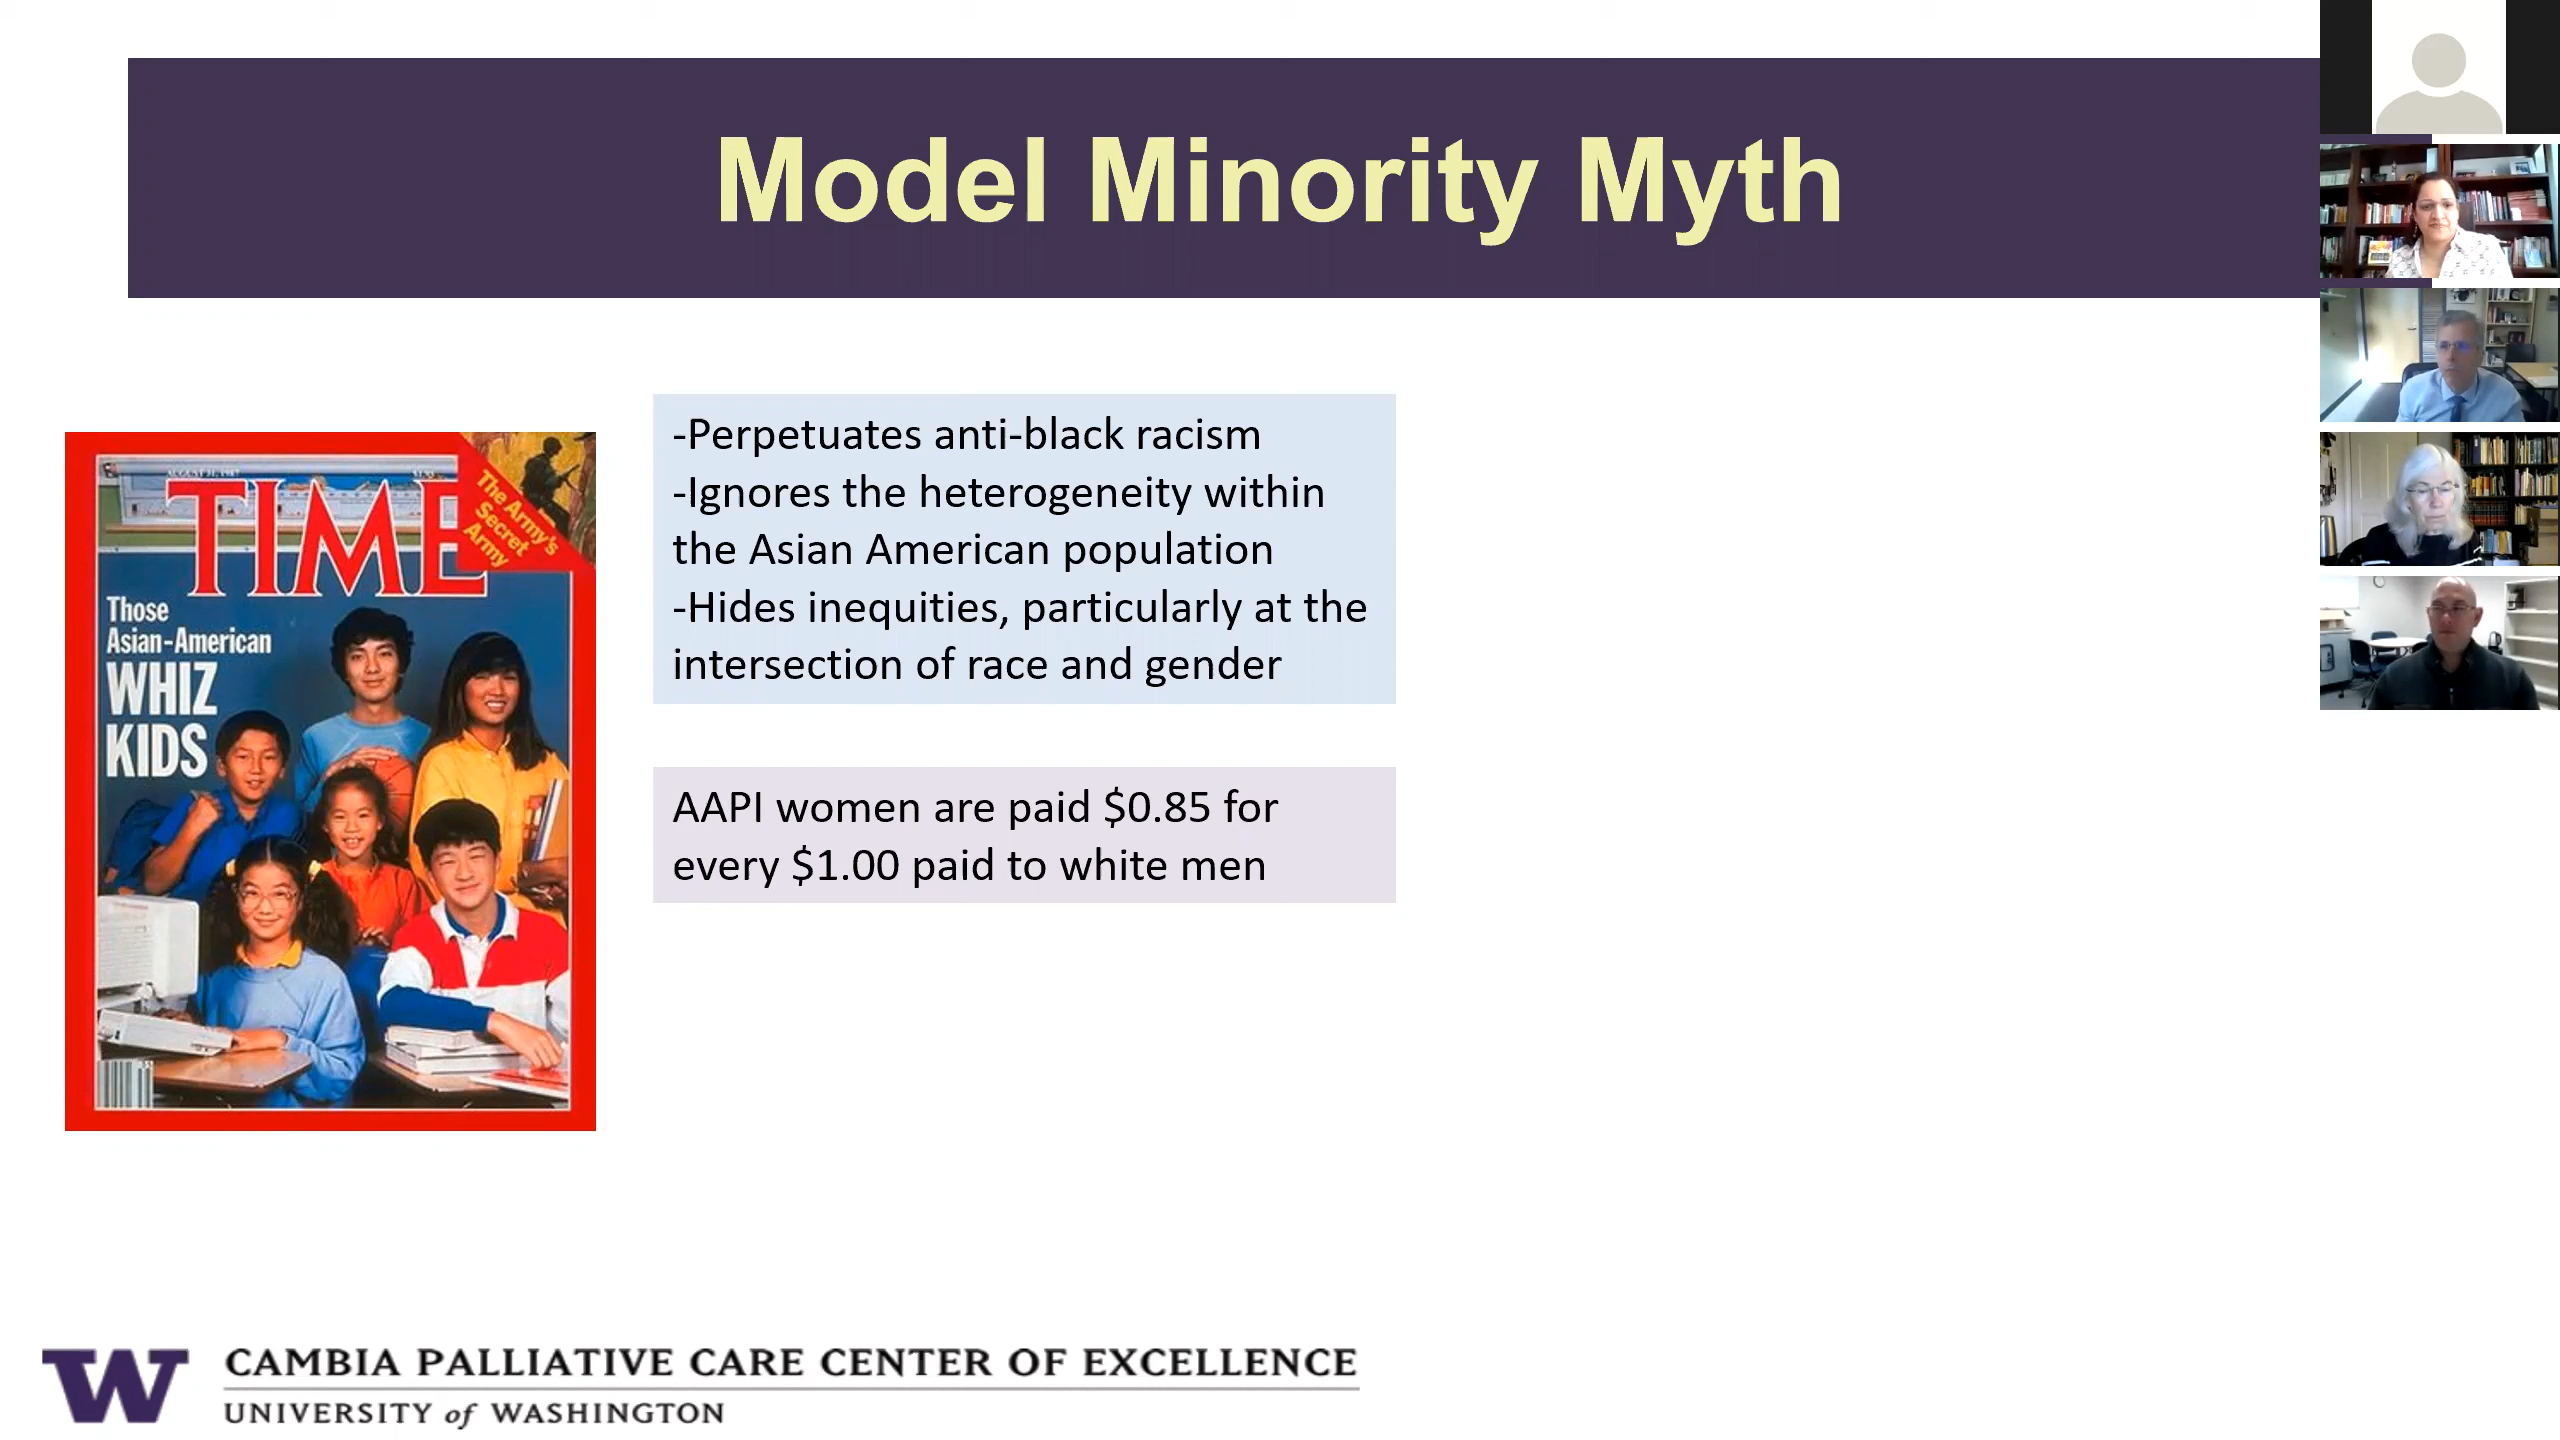 Model Minority Myth
-Perpetuates anti-black racism
-Ignores the heterogeneity within
the Asian American population
-Hides inequities, particularly at the
intersection of race and gender
AAPI women are paid $0.85 for
every $1.00 paid to white men
AUGUST 31, 1987
TIME
The Army's
Secret
Army
Those
Asian-American
WHIZ
KIDS
W
CAMBIA PALLIATIVE CARE CENTER OF EXCELLENCE
UNIVERSITY of WASHINGTON